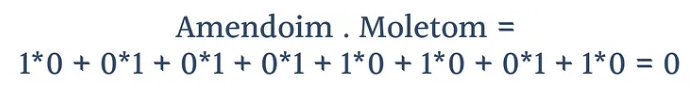 Amendoim . Moletom =
1*0 + 0*1 + 0*1 + 0*1 + 1*0 + 1*0 + 0*1 + 1*0 = 0